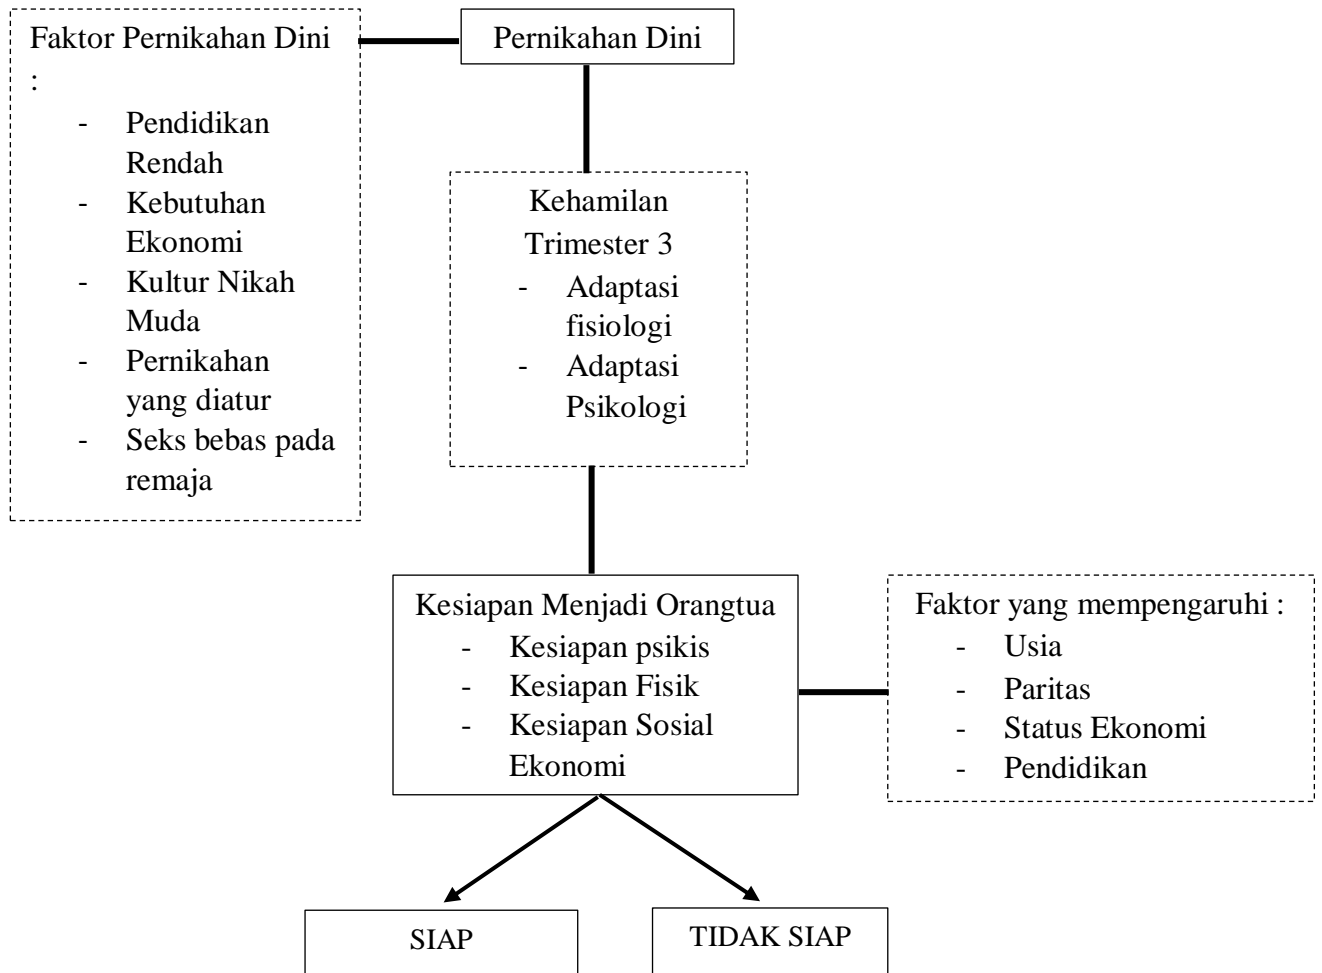 Faktor Pernikahan Dini
:
- Pendidikan
Rendah
- Kebutuhan
Ekonomi
- Kultur Nikah
Muda
- Pernikahan
yang diatur
- Seks bebas pada
remaja
Pernikahan Dini
Kehamilan
Trimester 3
- Adaptasi
fisiologi
- Adaptasi
Psikologi
Kesiapan Menjadi Orangtua
- Kesiapan psikis
- Kesiapan Fisik
- Kesiapan Sosial
Ekonomi
Faktor yang mempengaruhi :
- Usia
- Paritas
- Status Ekonomi
- Pendidikan
SIAP
TIDAK SIAP